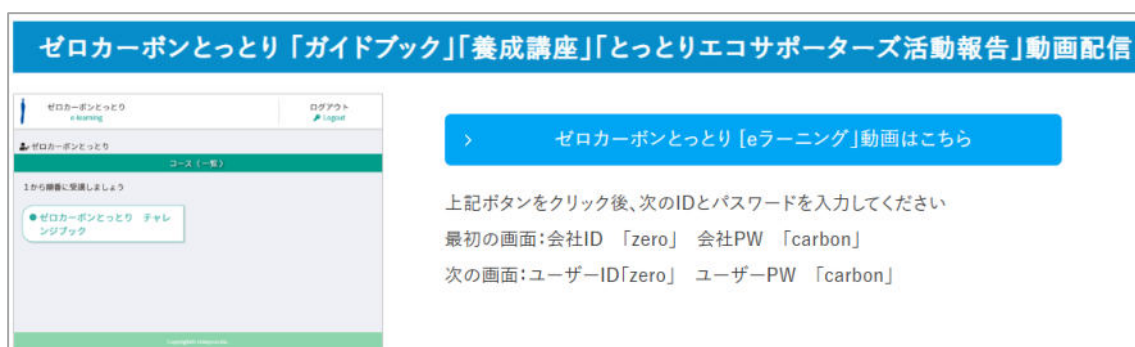 ゼロカーボンとっとり 「ガイドブック」「養成講座」「とっとりエコサポーターズ活動報告」動画配信
ゼロカーボンとっとり
e-learning
ログアウト
Logout
ゼロカーボンとっとり
コース (一覧)
1から順番に受講しましょう
ゼロカーボンとっとり チャレ
ンジブック
ゼロカーボンとっとり [eラーニング」動画はこちら
上記ボタンをクリック後、次のIDとパスワードを入力してください
最初の画面:会社ID 「zero」 会社PW 「carbon」
次の画面:ユーザーID「zero」 ユーザーPW 「carbon」